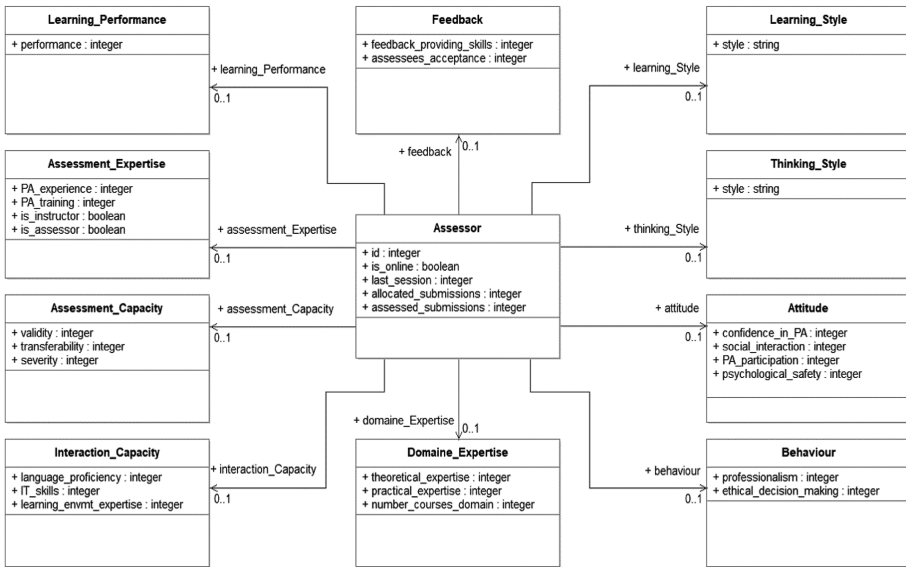 Learning_Performance
+ performance : integer
Feedback
+ feedback_providing_skills : integer
+ assessees_acceptance : integer
Learning_Style
+ style : string
+ learning_Performance
0..1
+ learning_Style
0..1
+ feedback
0..1
Assessment_Expertise
+ PA_experience : integer
+ PA_training : integer
+ is_instructor : boolean
+ is_assessor : boolean
Thinking_Style
+ style : string
+ assessment_Expertise
0..1
Assessor
+ id : integer
+ is_online : boolean
+ last_session : integer
+ allocated_submissions : integer
+ assessed_submissions : integer
+ thinking_Style
0..1
Assessment_Capacity
+ validity : integer
+ transferability : integer
+ severity : integer
+ assessment_Capacity
0..1
+ attitude
0..1
Attitude
+ confidence_in_PA : integer
+ social_interaction : integer
+ PA_participation : integer
+ psychological_safety : integer
+ domaine_Expertise
0..1
Interaction_Capacity
+ language_proficiency : integer
+ IT_skills : integer
+ learning_envmt_expertise : integer
+ interaction_Capacity
0..1
Domaine_Expertise
+ theoretical_expertise : integer
+ practical_expertise : integer
+ number_courses_domain : integer
+ behaviour
0..1
Behaviour
+ professionalism : integer
+ ethical_decision_making : integer